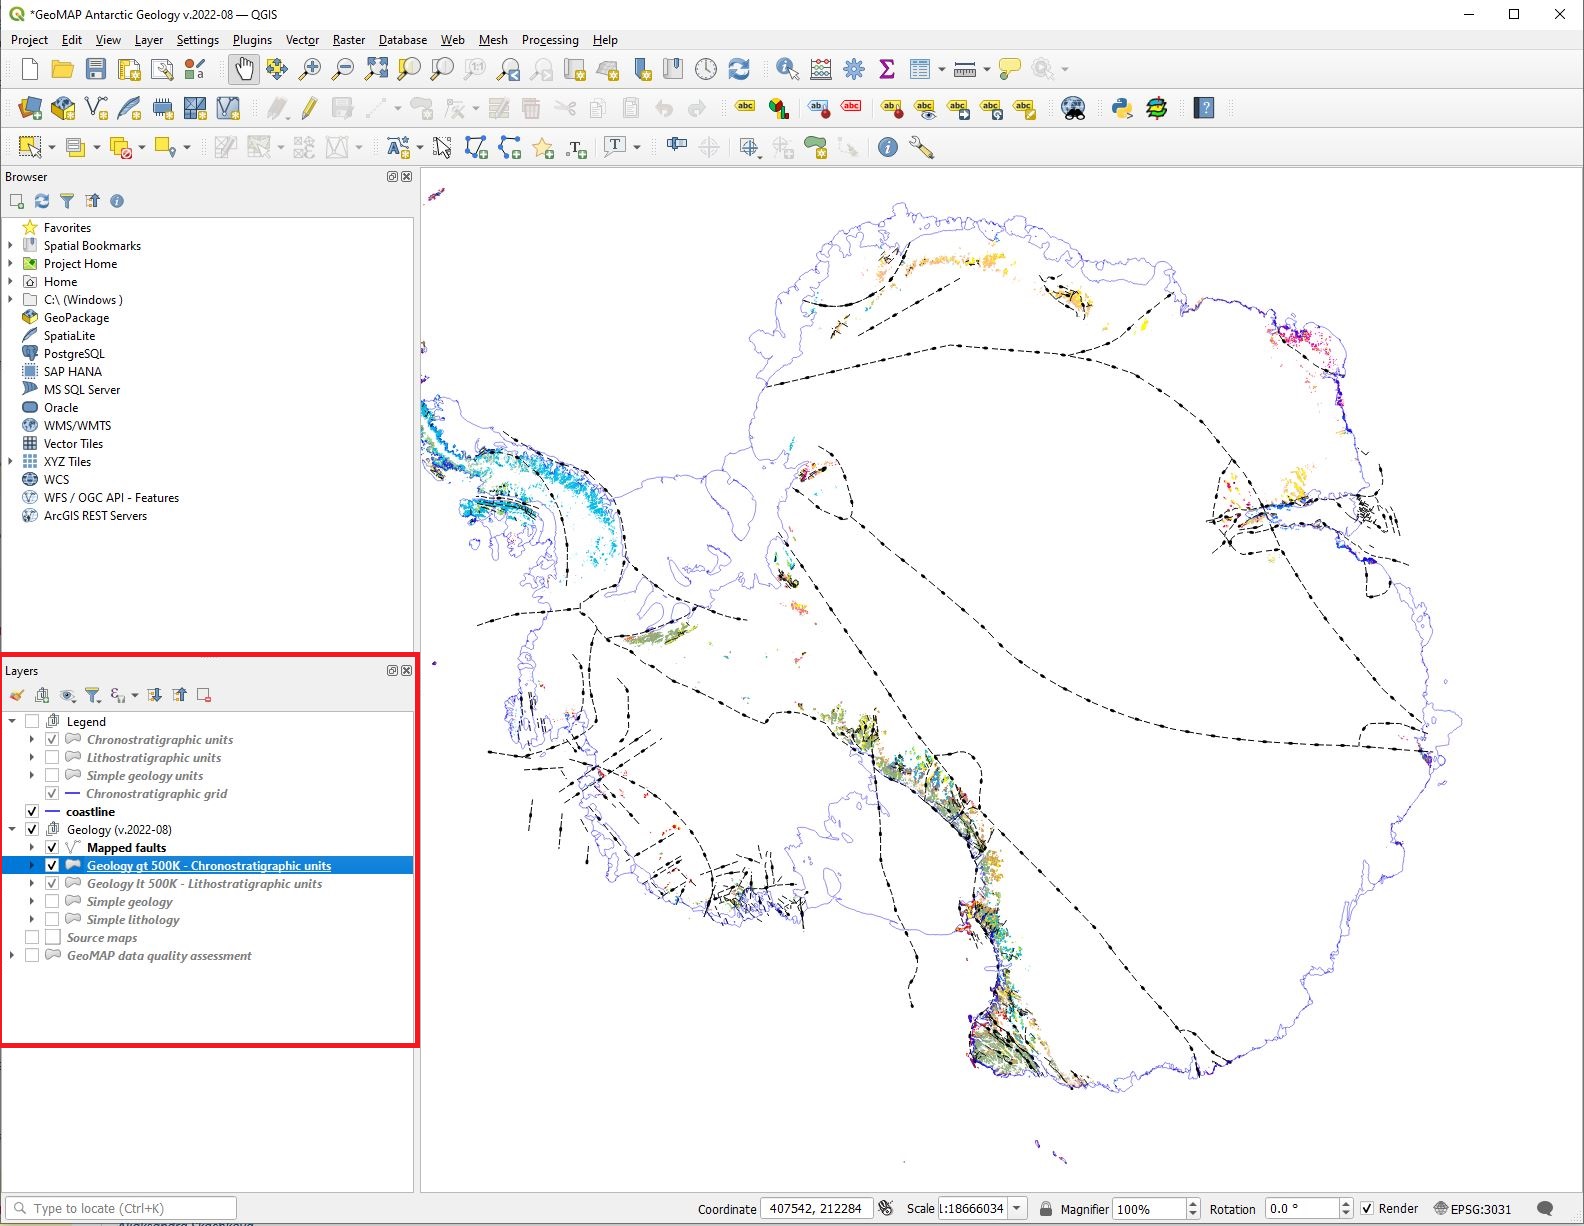 *GeoMAP Antarctic Geology v.2022-08 — QGIS
Project Edit View Layer Settings Plugins Vector Raster Database Web Mesh Processing Help
Browser
Favorites
Spatial Bookmarks
Project Home
Home
C:\ (Windows )
GeoPackage
SpatiaLite
PostgreSQL
SAP HANA
MS SQL Server
Oracle
WMS/WMTS
Vector Tiles
XYZ Tiles
WCS
WFS / OGC API - Features
ArcGIS REST Servers
Layers
Legend
Chronostratigraphic units
Lithostratigraphic units
Simple geology units
Chronostratigraphic grid
coastline
Geology (v.2022-08)
Mapped faults
Geology gt 500K - Chronostratigraphic units
Geology lt 500K - Lithostratigraphic units
Simple geology
Simple lithology
Source maps
GeoMAP data quality assessment
Type to locate (Ctrl+K) Coordinate 407542, 212284 Scale 1:18666034 Magnifier 100% Rotation 0.0 ° Render EPSG:3031